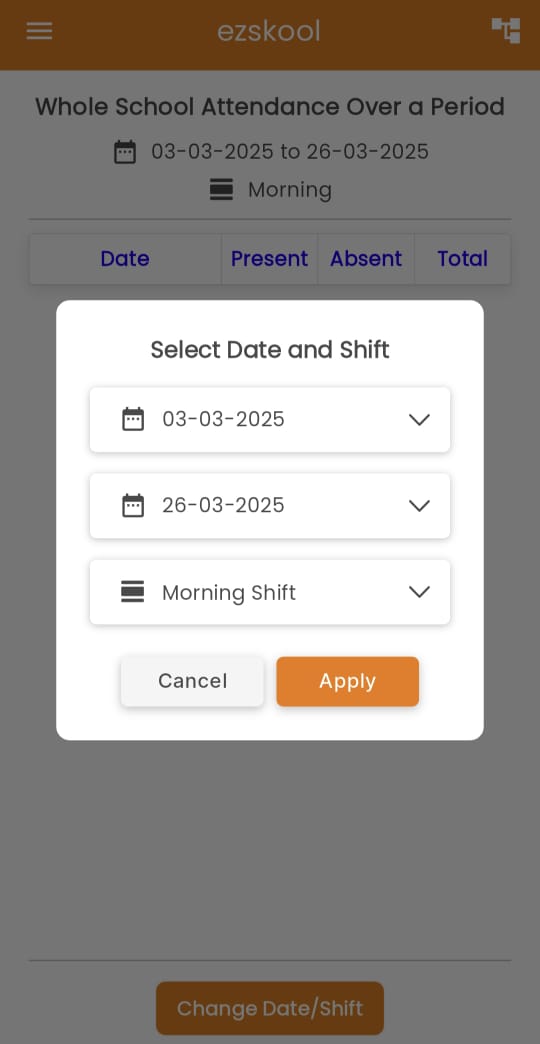 ezskool
Whole School Attendance Over a Period
03-03-2025 to 26-03-2025
Morning
Date Present Absent Total
Select Date and Shift
03-03-2025
26-03-2025
Morning Shift
Cancel Apply
Change Date/Shift